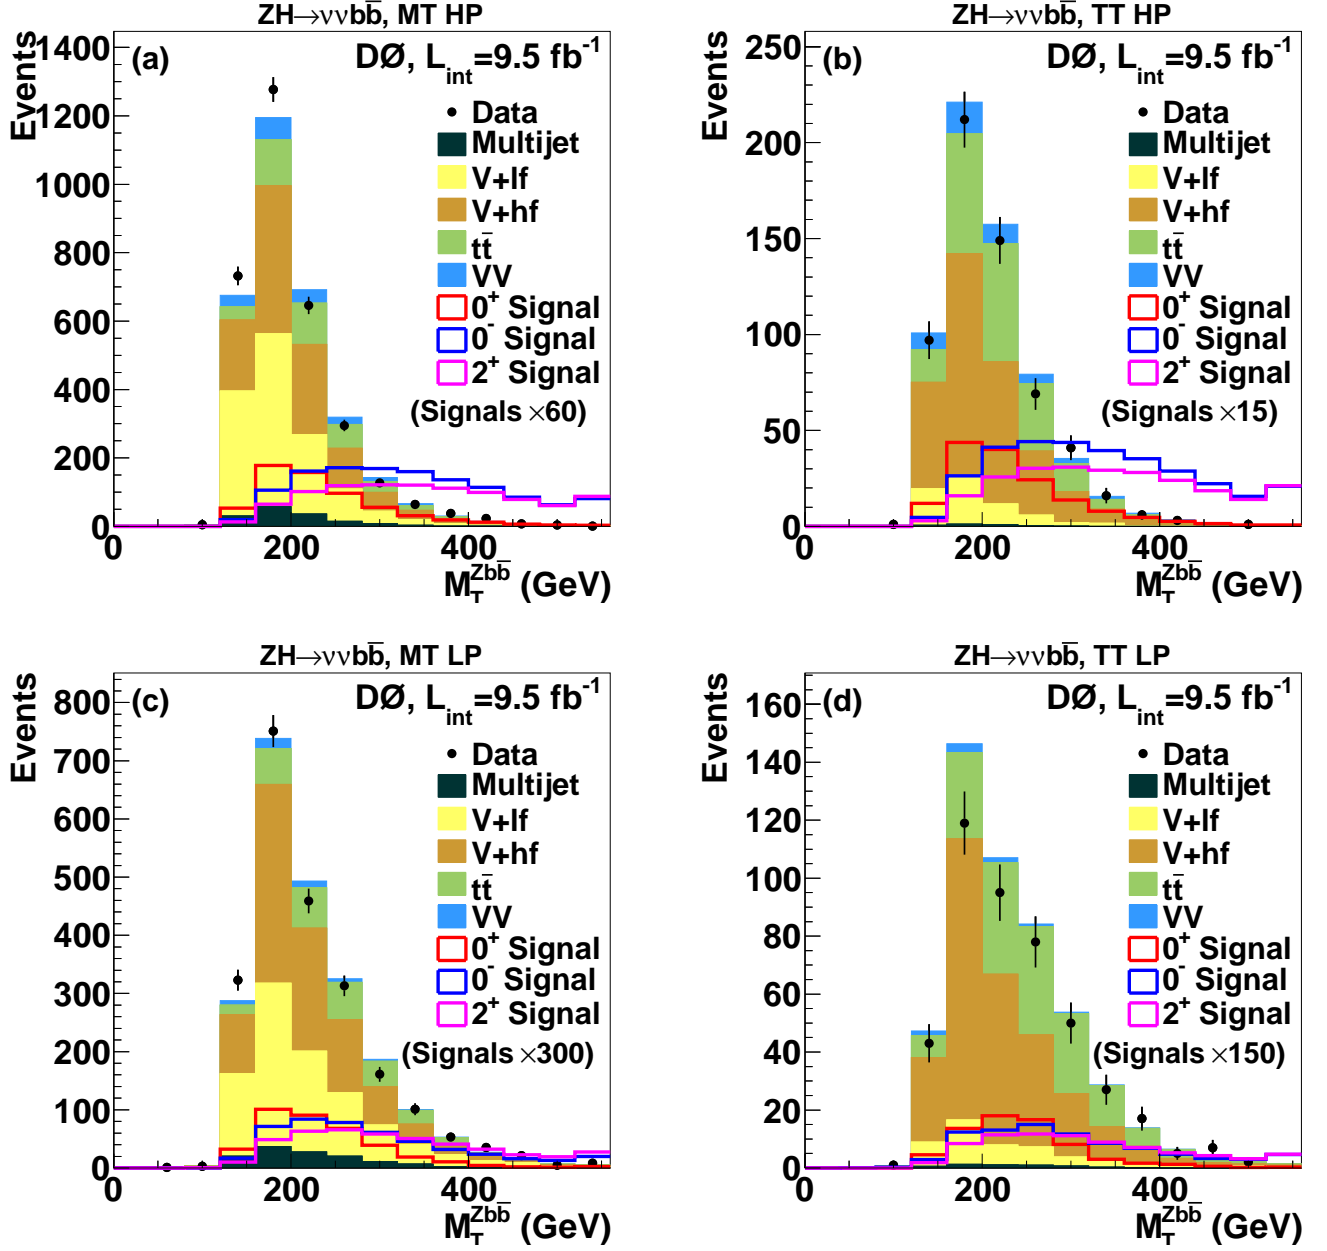 ZH→ννbb̅, MT HP
Events
1400
1200
1000
800
600
400
200
0
(a)
DØ, L_int=9.5 fb⁻¹
Data
Multijet
V+lf
V+hf
tt̅
VV
0⁺ Signal
0⁻ Signal
2⁺ Signal
(Signals ×60)
0 200 400
M_T^Zbb̅ (GeV)
ZH→ννbb̅, TT HP
Events
250
200
150
100
50
0
(b)
DØ, L_int=9.5 fb⁻¹
Data
Multijet
V+lf
V+hf
tt̅
VV
0⁺ Signal
0⁻ Signal
2⁺ Signal
(Signals ×15)
0 200 400
M_T^Zbb̅ (GeV)
ZH→ννbb̅, MT LP
Events
800
700
600
500
400
300
200
100
0
(c)
DØ, L_int=9.5 fb⁻¹
Data
Multijet
V+lf
V+hf
tt̅
VV
0⁺ Signal
0⁻ Signal
2⁺ Signal
(Signals ×300)
0 200 400
M_T^Zbb̅ (GeV)
ZH→ννbb̅, TT LP
Events
160
140
120
100
80
60
40
20
0
(d)
DØ, L_int=9.5 fb⁻¹
Data
Multijet
V+lf
V+hf
tt̅
VV
0⁺ Signal
0⁻ Signal
2⁺ Signal
(Signals ×150)
0 200 400
M_T^Zbb̅ (GeV)